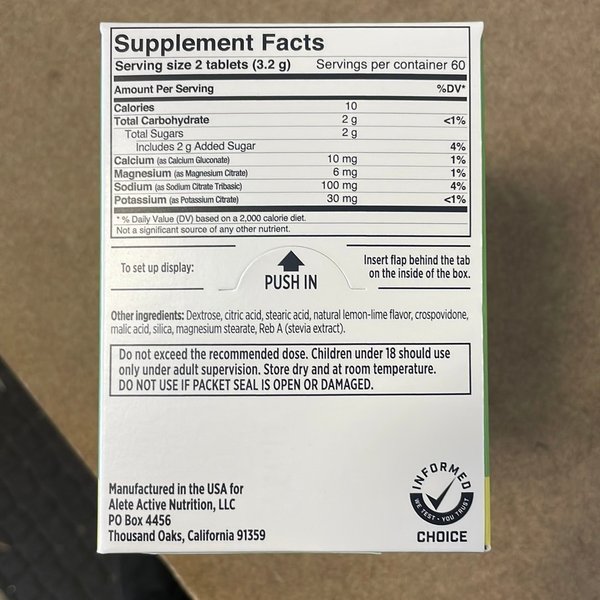 Supplement Facts
Serving size 2 tablets (3.2 g) Servings per container 60
Amount Per Serving %DV*
Calories 10
Total Carbohydrate 2 g <1%
Total Sugars 2 g
Includes 2 g Added Sugar 4%
Calcium (as Calcium Gluconate) 10 mg 1%
Magnesium (as Magnesium Citrate) 6 mg 1%
Sodium (as Sodium Citrate Tribasic) 100 mg 4%
Potassium (as Potassium Citrate) 30 mg <1%
* % Daily Value (DV) based on a 2,000 calorie diet.
Not a significant source of any other nutrient.
To set up display:
PUSH IN
Insert flap behind the tab
on the inside of the box.
Other ingredients: Dextrose, citric acid, stearic acid, natural lemon-lime flavor, crospovidone,
malic acid, silica, magnesium stearate, Reb A (stevia extract).
Do not exceed the recommended dose. Children under 18 should use
only under adult supervision. Store dry and at room temperature.
DO NOT USE IF PACKET SEAL IS OPEN OR DAMAGED.
Manufactured in the USA for
Alete Active Nutrition, LLC
PO Box 4456
Thousand Oaks, California 91359
INFORMED
WE TEST • YOU TRUST
CHOICE